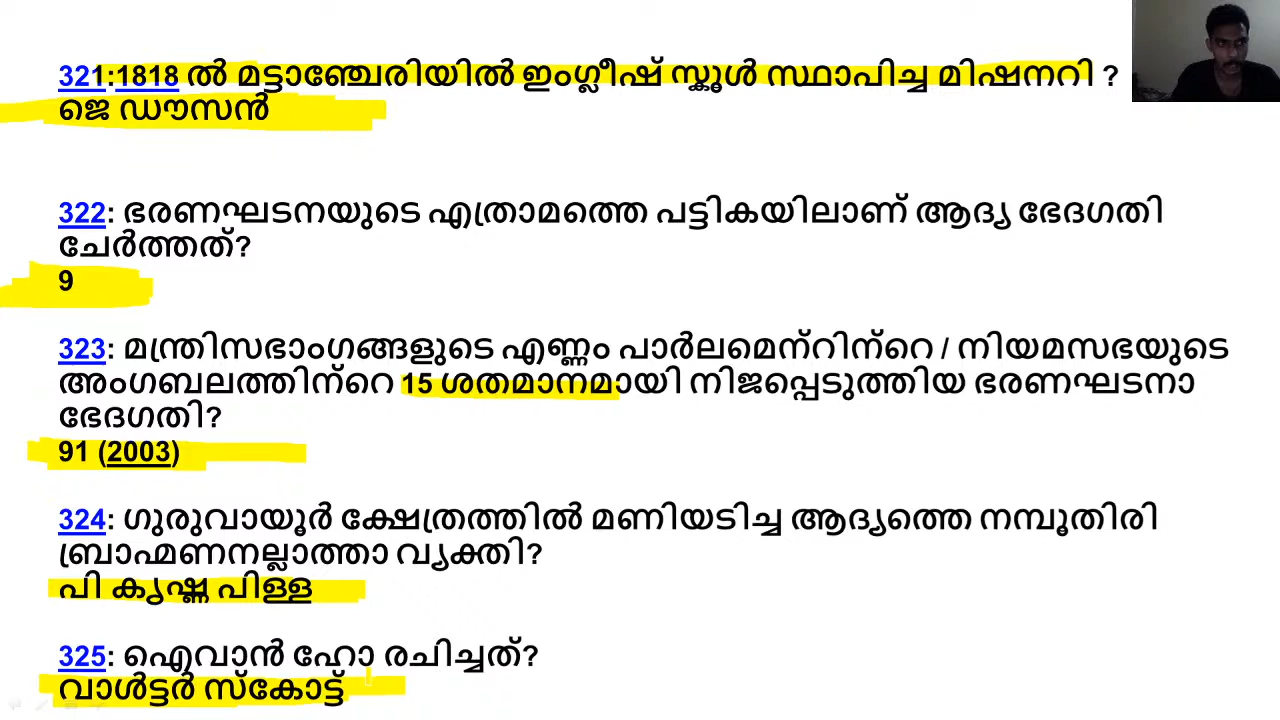 321:1818 ൽ മട്ടാഞ്ചേരിയിൽ ഇംഗ്ലീഷ് സ്കൂൾ സ്ഥാപിച്ച മിഷനറി ?
ജെ ഡൗസൻ
322: ഭരണഘടനയുടെ എത്രാമത്തെ പട്ടികയിലാണ് ആദ്യ ഭേദഗതി
ചേർത്തത്?
9
323: മന്ത്രിസഭാംഗങ്ങളുടെ എണ്ണം പാർലമെന്റിന്റെ / നിയമസഭയുടെ
അംഗബലത്തിന്റെ 15 ശതമാനമായി നിജപ്പെടുത്തിയ ഭരണഘടനാ
ഭേദഗതി?
91 (2003)
324: ഗുരുവായൂർ ക്ഷേത്രത്തിൽ മണിയടിച്ച ആദ്യത്തെ നമ്പൂതിരി
ബ്രാഹ്മണനല്ലാത്താ വ്യക്തി?
പി കൃഷ്ണ പിള്ള
325: ഐവാൻ ഹോ രചിച്ചത്?
വാൾട്ടർ സ്കോട്ട്